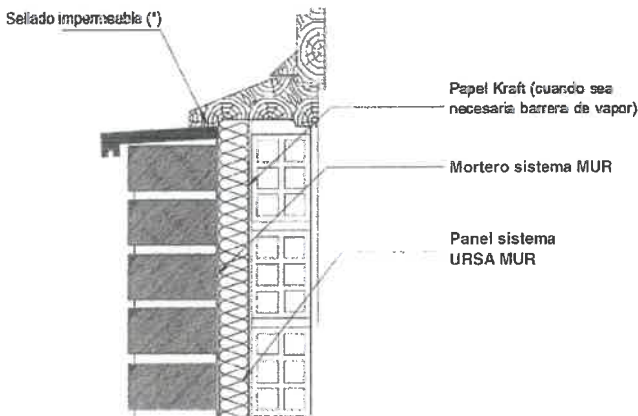 Sellado impermeable (*)
Papel Kraft (cuando sea
necesaria barrera de vapor)
Mortero sistema MUR
Panel sistema
URSA MUR